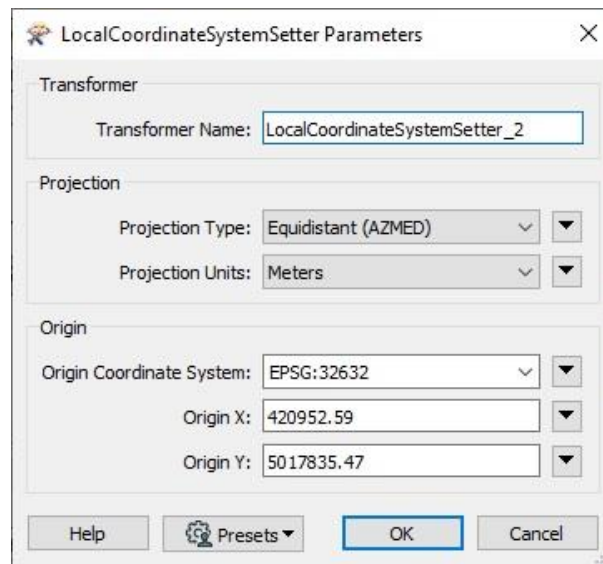 LocalCoordinateSystemSetter Parameters
Transformer
Transformer Name: LocalCoordinateSystemSetter_2
Projection
Projection Type: Equidistant (AZMED)
Projection Units: Meters
Origin
Origin Coordinate System: EPSG:32632
Origin X: 420952.59
Origin Y: 5017835.47
Help Presets OK Cancel